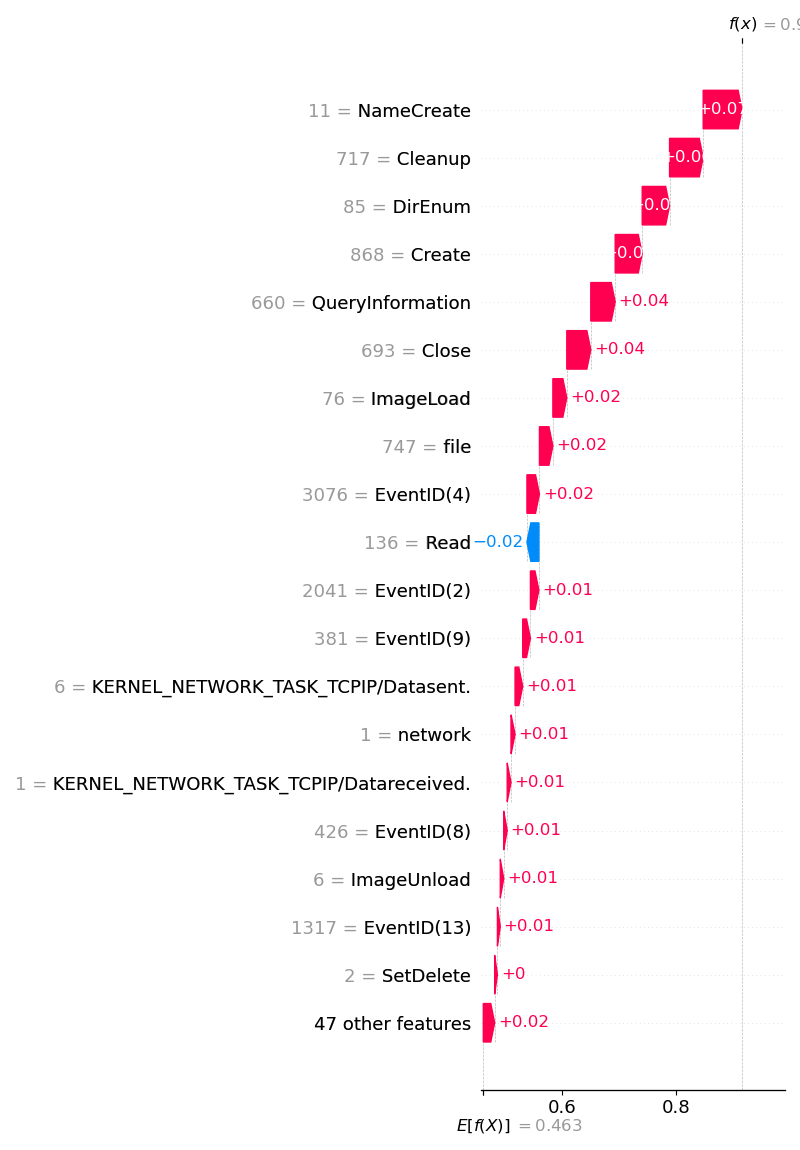 f(x) = 0.9
11 = NameCreate +0.07
717 = Cleanup
85 = DirEnum
868 = Create
660 = QueryInformation +0.04
693 = Close +0.04
76 = ImageLoad +0.02
747 = file +0.02
3076 = EventID(4) +0.02
136 = Read −0.02
2041 = EventID(2) +0.01
381 = EventID(9) +0.01
6 = KERNEL_NETWORK_TASK_TCPIP/Datasent. +0.01
1 = network +0.01
1 = KERNEL_NETWORK_TASK_TCPIP/Datareceived. +0.01
426 = EventID(8) +0.01
6 = ImageUnload +0.01
1317 = EventID(13) +0.01
2 = SetDelete +0
47 other features +0.02
0.6 0.8
E[f(X)] = 0.463